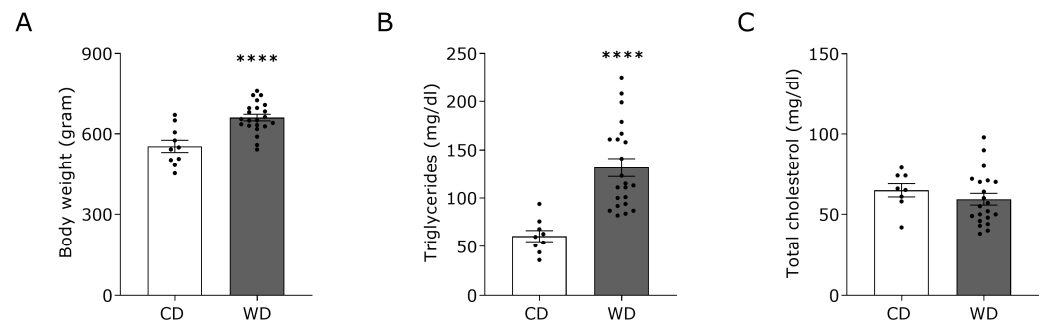 A
Body weight (gram)
900
600
300
0
****
CD
WD
B
Triglycerides (mg/dl)
250
200
150
100
50
0
****
CD
WD
C
Total cholesterol (mg/dl)
150
100
50
0
CD
WD